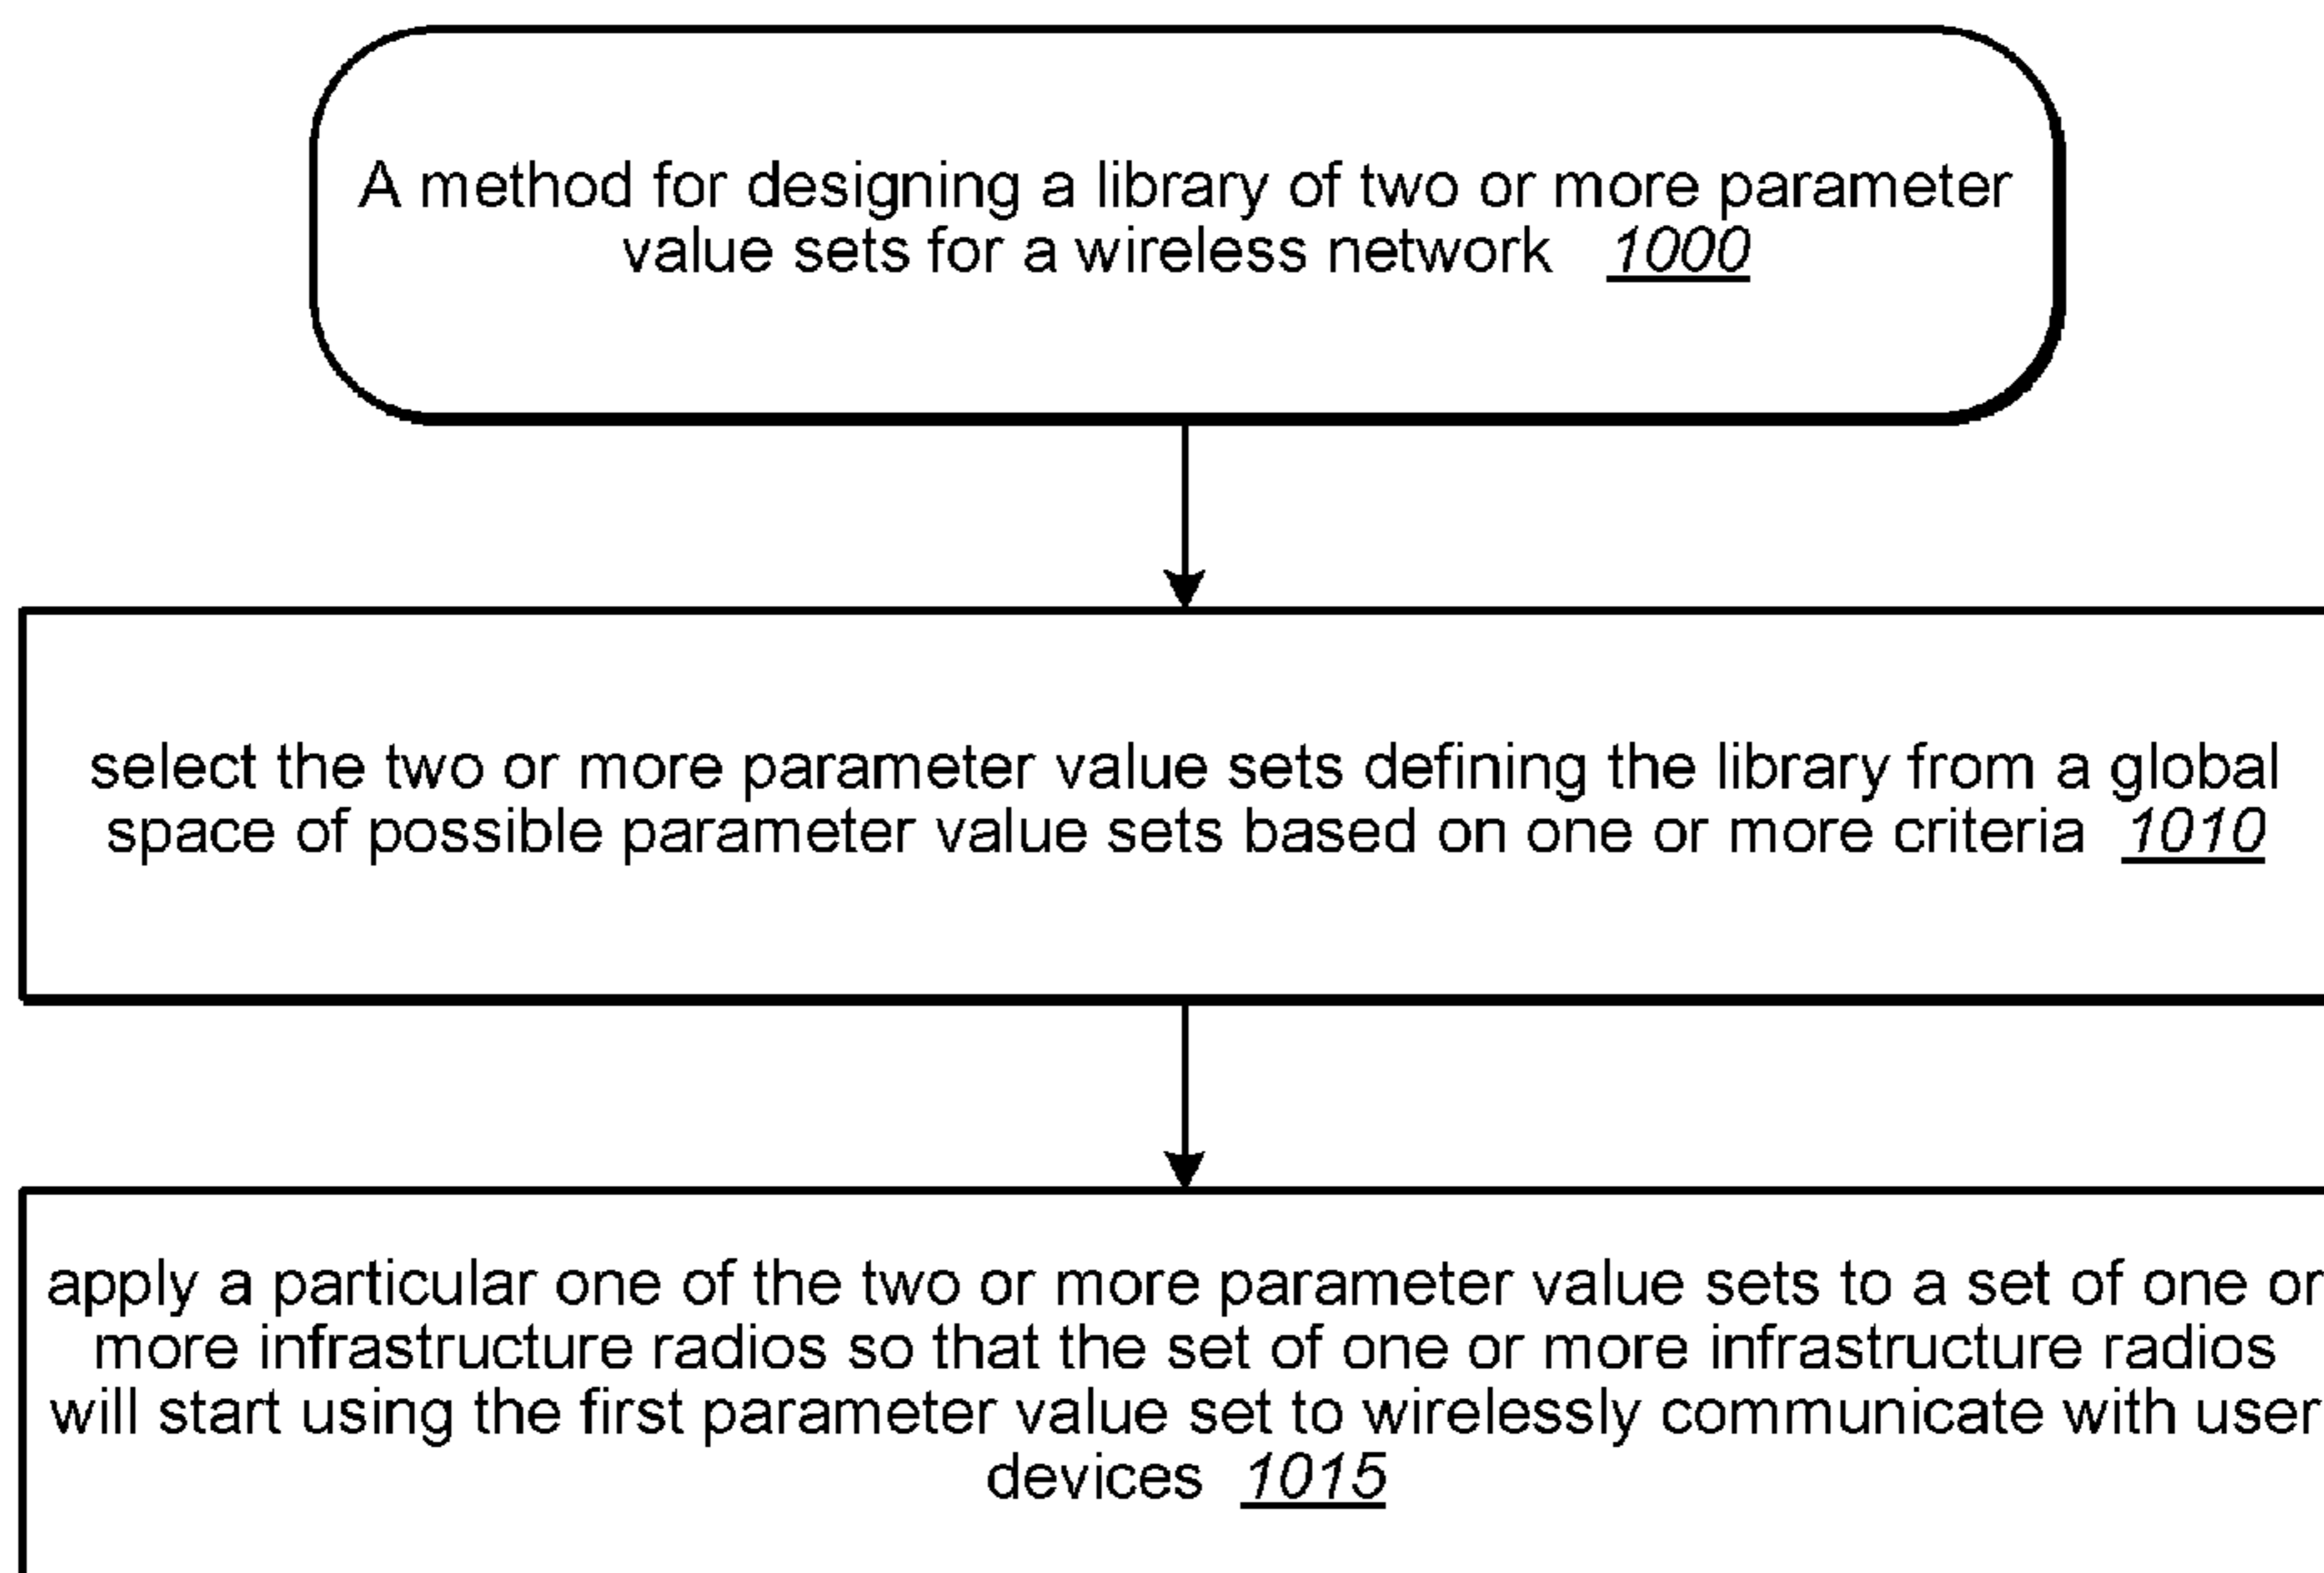 A method for designing a library of two or more parameter
value sets for a wireless network 1000
select the two or more parameter value sets defining the library from a global
space of possible parameter value sets based on one or more criteria 1010
apply a particular one of the two or more parameter value sets to a set of one or
more infrastructure radios so that the set of one or more infrastructure radios
will start using the first parameter value set to wirelessly communicate with user
devices 1015